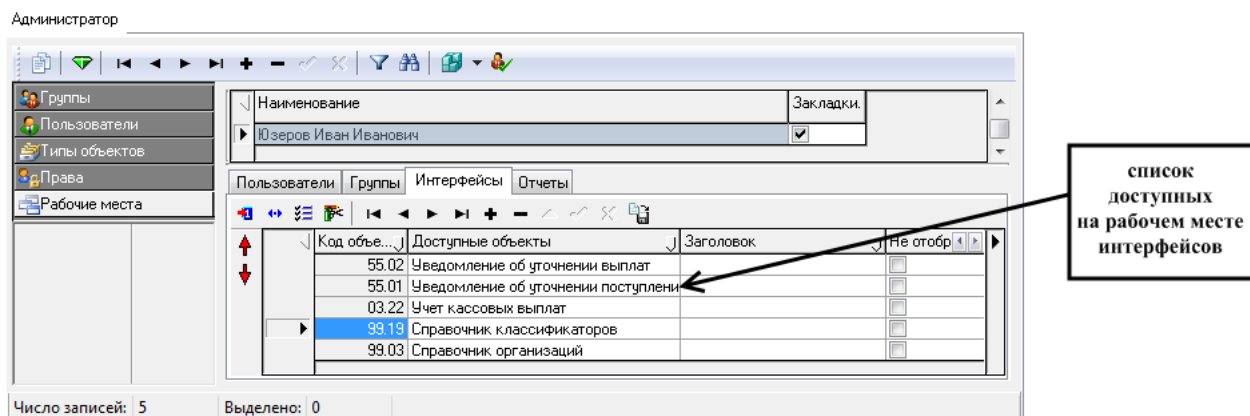 Администратор
Группы
Пользователи
Типы объектов
Права
Рабочие места
Наименование Закладки.
Юзеров Иван Иванович
Пользователи Группы Интерфейсы Отчеты
Код объе... Доступные объекты Заголовок Не отобр
55.02 Уведомление об уточнении выплат
55.01 Уведомление об уточнении поступлени
03.22 Учет кассовых выплат
99.19 Справочник классификаторов
99.03 Справочник организаций
Число записей: 5 Выделено: 0
список
доступных
на рабочем месте
интерфейсов